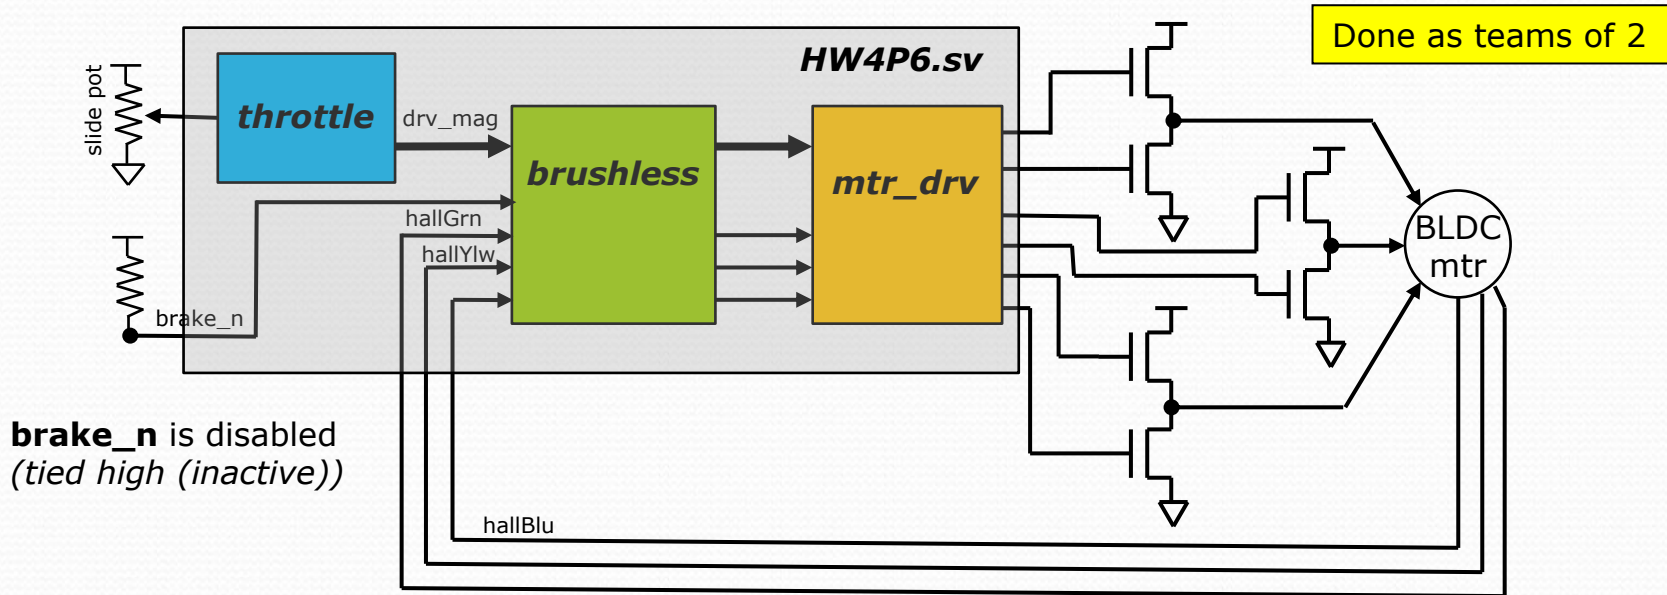 Done as teams of 2
HW4P6.sv
slide pot
throttle
drv_mag
brushless
mtr_drv
hallGrn
hallYlw
BLDC
mtr
brake_n
brake_n is disabled
(tied high (inactive))
hallBlu